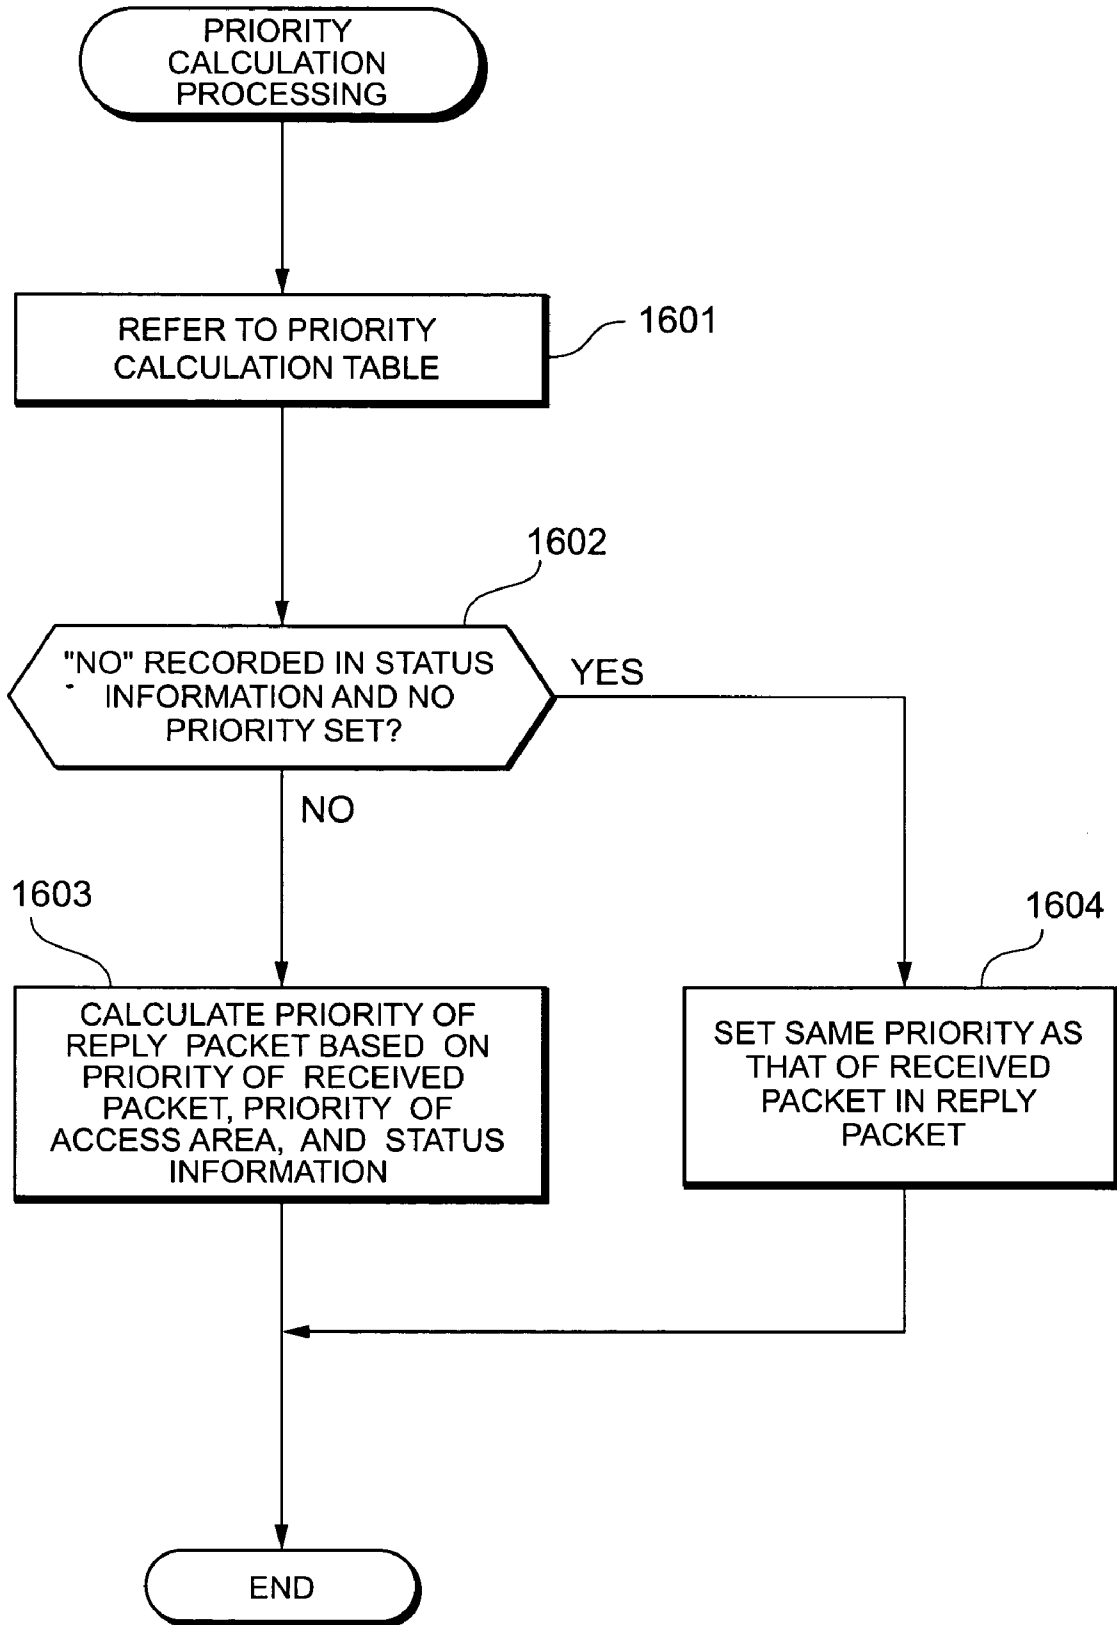 PRIORITY
CALCULATION
PROCESSING
REFER TO PRIORITY
CALCULATION TABLE
1601
1602
"NO" RECORDED IN STATUS
INFORMATION AND NO
PRIORITY SET?
YES
NO
1603
CALCULATE PRIORITY OF
REPLY PACKET BASED ON
PRIORITY OF RECEIVED
PACKET, PRIORITY OF
ACCESS AREA, AND STATUS
INFORMATION
1604
SET SAME PRIORITY AS
THAT OF RECEIVED
PACKET IN REPLY
PACKET
END